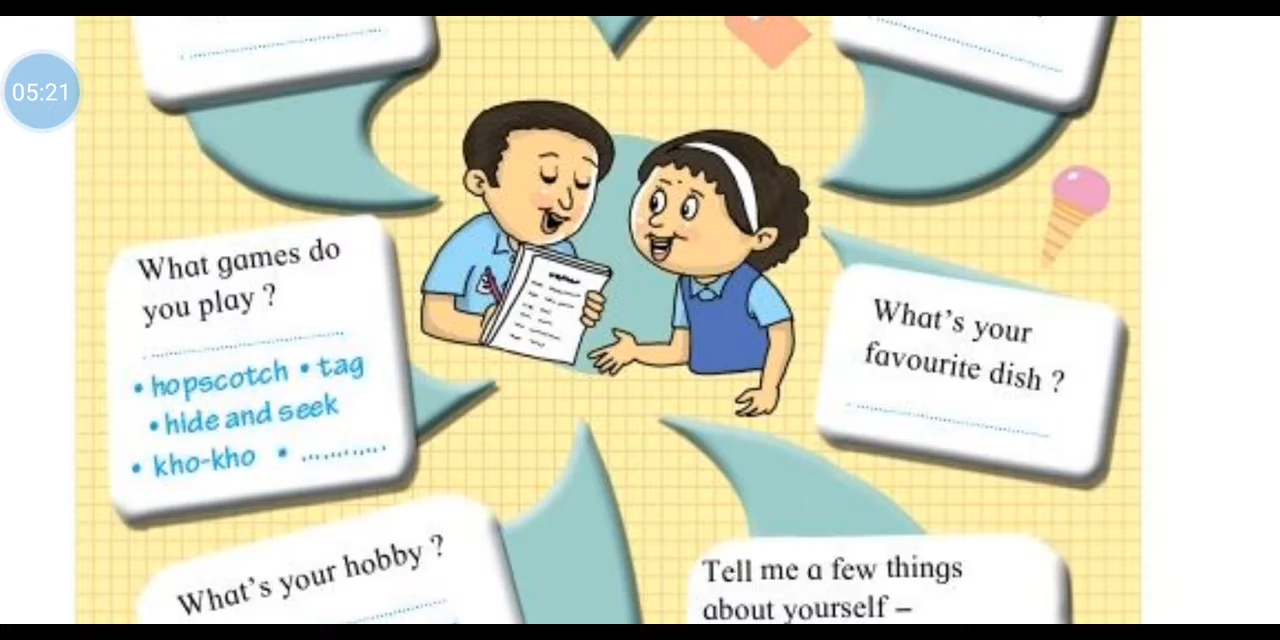 05:21
What games do
you play ?
• hopscotch • tag
• hide and seek
• kho-kho • ............
What's your
favourite dish ?
What's your hobby ?
Tell me a few things
about yourself –